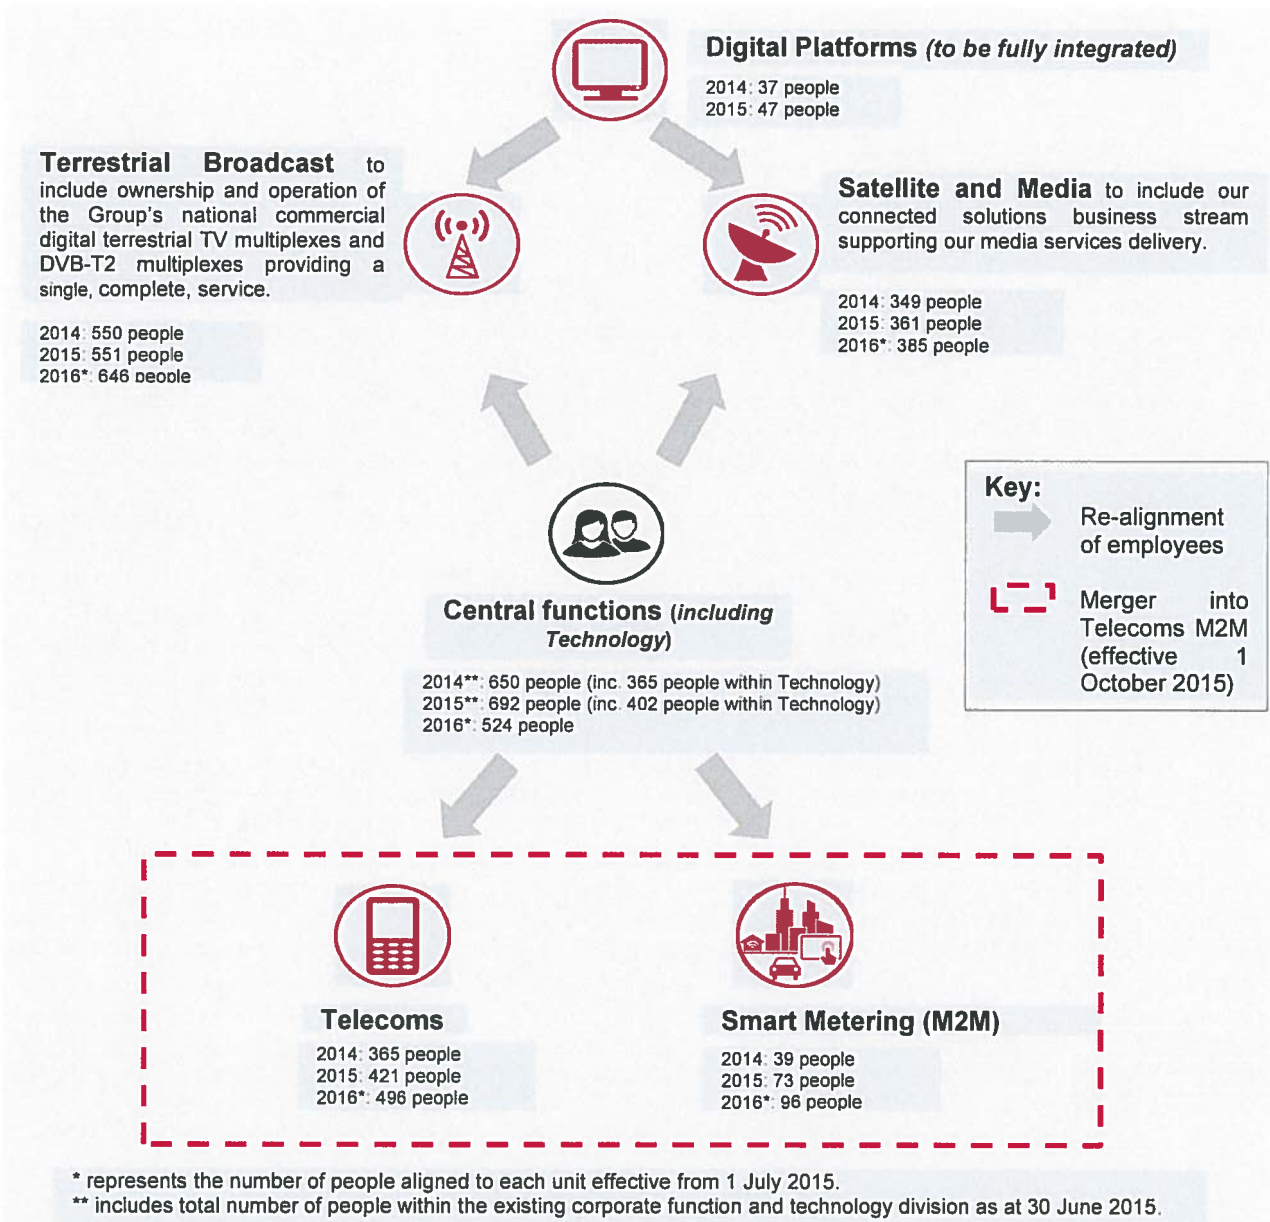 Digital Platforms (to be fully integrated)
2014: 37 people
2015: 47 people
Terrestrial Broadcast to
include ownership and operation of
the Group's national commercial
digital terrestrial TV multiplexes and
DVB-T2 multiplexes providing a
single, complete, service.
2014: 550 people
2015: 551 people
2016*: 646 people
Satellite and Media to include our
connected solutions business stream
supporting our media services delivery.
2014: 349 people
2015: 361 people
2016*: 385 people
Key:
Re-alignment
of employees
Merger into
Telecoms M2M
(effective 1
October 2015)
Central functions (including
Technology)
2014**: 650 people (inc. 365 people within Technology)
2015**: 692 people (inc. 402 people within Technology)
2016*: 524 people
Telecoms
2014: 365 people
2015: 421 people
2016*: 496 people
Smart Metering (M2M)
2014: 39 people
2015: 73 people
2016*: 96 people
* represents the number of people aligned to each unit effective from 1 July 2015.
** includes total number of people within the existing corporate function and technology division as at 30 June 2015.